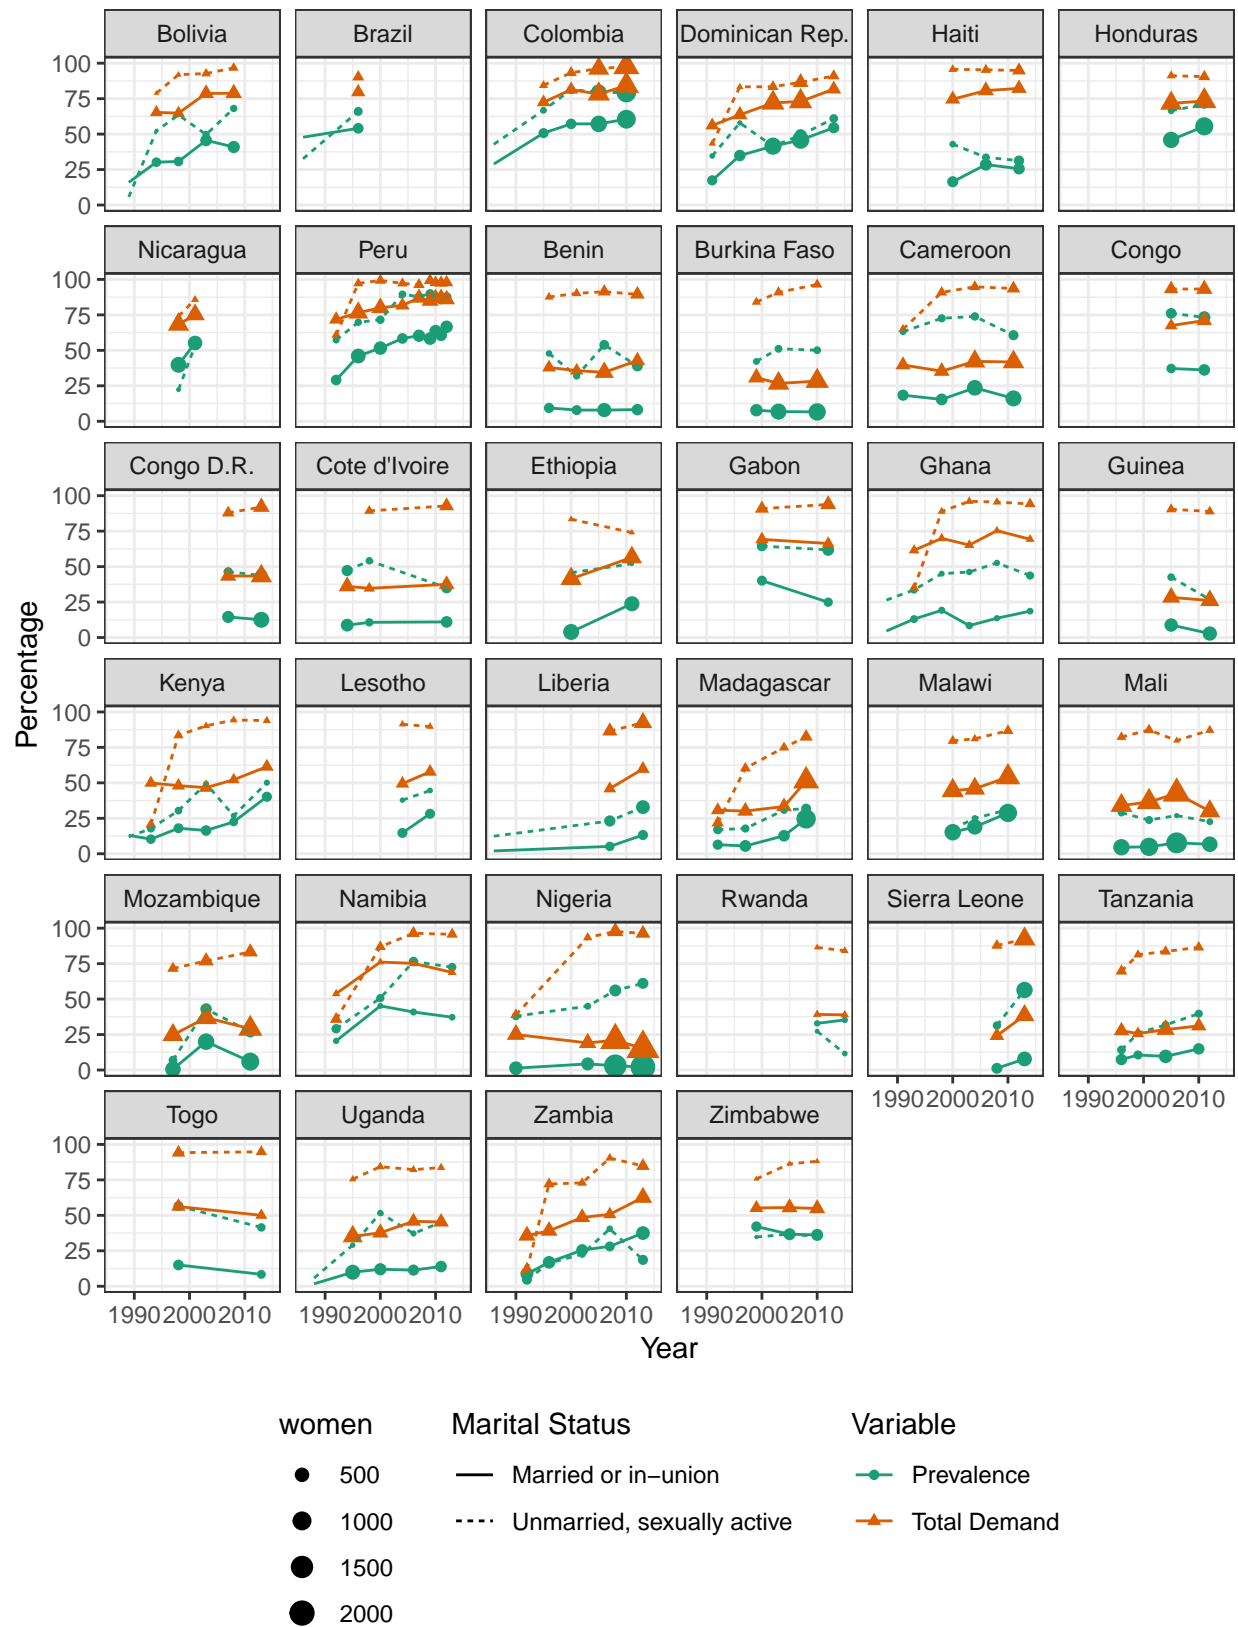 Bolivia Brazil Colombia Dominican Rep. Haiti Honduras
100
75
50
25
0
Nicaragua Peru Benin Burkina Faso Cameroon Congo
100
75
50
25
0
Congo D.R. Cote d'Ivoire Ethiopia Gabon Ghana Guinea
100
75
50
25
0
Percentage
Kenya Lesotho Liberia Madagascar Malawi Mali
100
75
50
25
0
Mozambique Namibia Nigeria Rwanda Sierra Leone Tanzania
100
75
50
25
0
1990 2000 2010 1990 2000 2010
Togo Uganda Zambia Zimbabwe
100
75
50
25
0
1990 2000 2010 1990 2000 2010 1990 2000 2010 1990 2000 2010
Year
women Marital Status Variable
500 Married or in−union Prevalence
1000 Unmarried, sexually active Total Demand
1500
2000